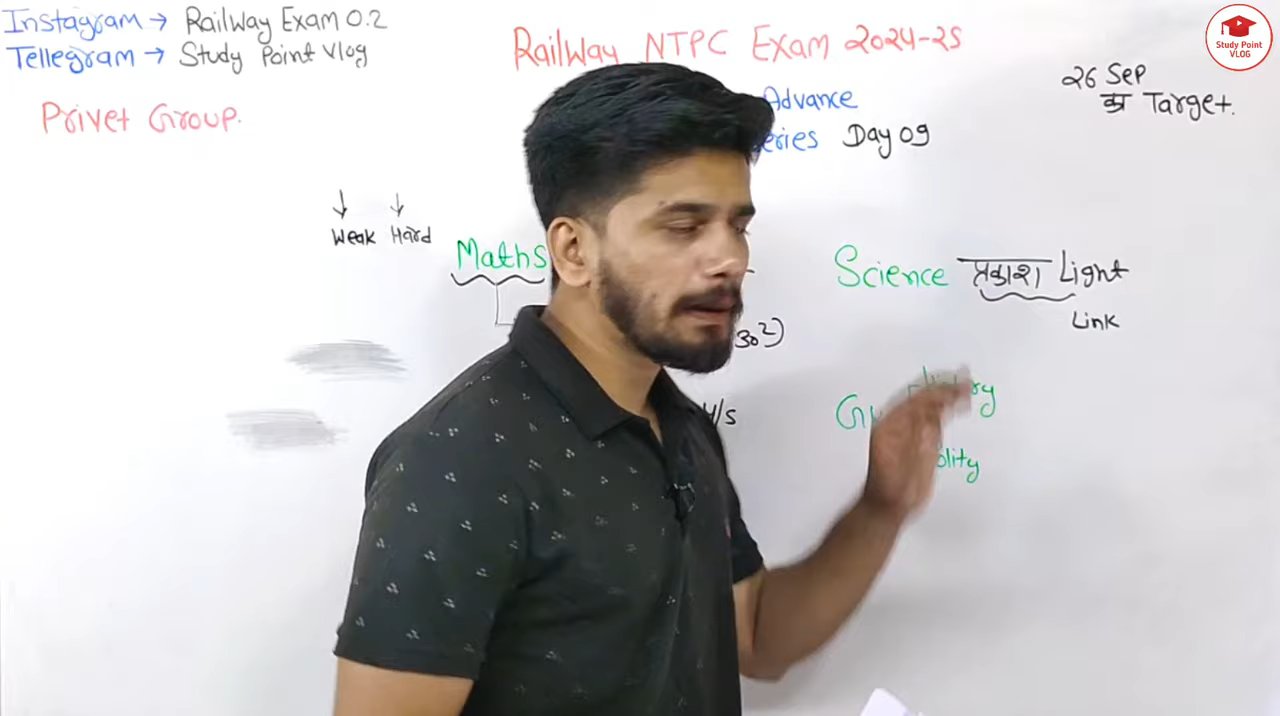 Instagram → Railway Exam 0.2
Tellegram → Study Point Vlog
Privet Group.
Railway NTPC Exam 2024-25
Advance
Day 09
26 Sep
का Target.
Study Point
VLOG
Weak Hard
Maths
Science प्रकाश Light
Link
30²)
/s